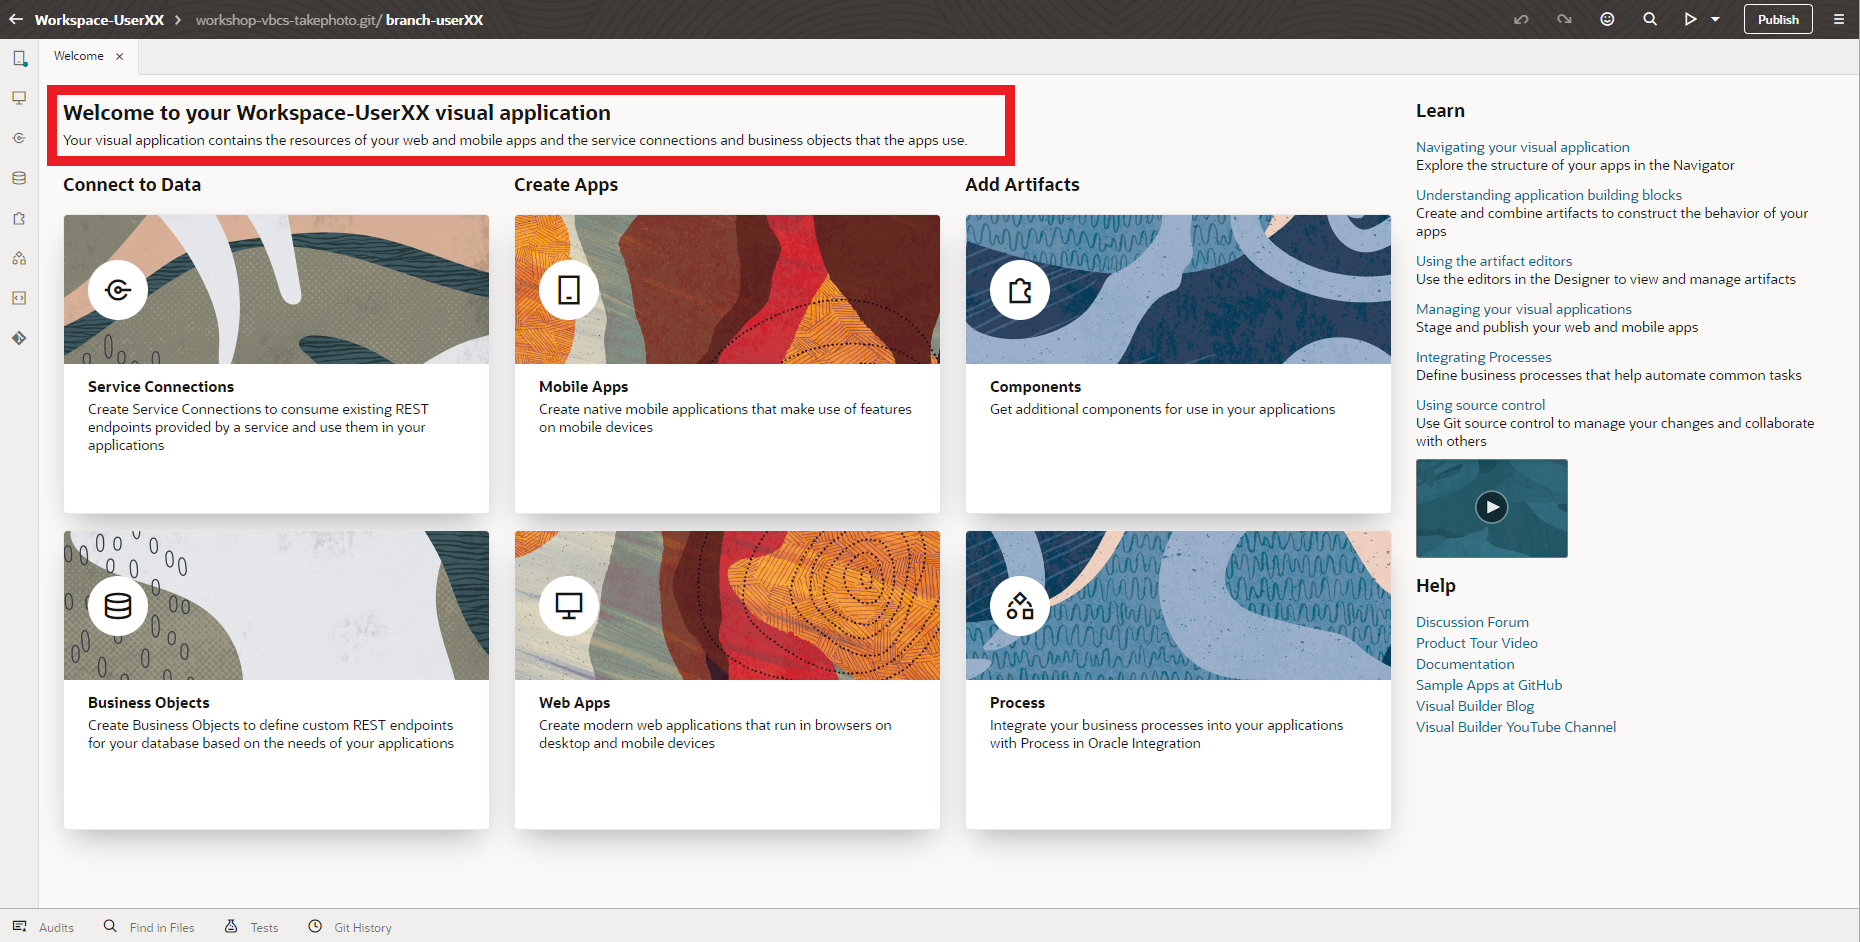 Workspace-UserXX > workshop-vbcs-takephoto.git/ branch-userXX
Publish
Welcome ×
Welcome to your Workspace-UserXX visual application
Your visual application contains the resources of your web and mobile apps and the service connections and business objects that the apps use.
Connect to Data
Service Connections
Create Service Connections to consume existing REST
endpoints provided by a service and use them in your
applications
Business Objects
Create Business Objects to define custom REST endpoints
for your database based on the needs of your applications
Create Apps
Mobile Apps
Create native mobile applications that make use of features
on mobile devices
Web Apps
Create modern web applications that run in browsers on
desktop and mobile devices
Add Artifacts
Components
Get additional components for use in your applications
Process
Integrate your business processes into your applications
with Process in Oracle Integration
Learn
Navigating your visual application
Explore the structure of your apps in the Navigator
Understanding application building blocks
Create and combine artifacts to construct the behavior of your
apps
Using the artifact editors
Use the editors in the Designer to view and manage artifacts
Managing your visual applications
Stage and publish your web and mobile apps
Integrating Processes
Define business processes that help automate common tasks
Using source control
Use Git source control to manage your changes and collaborate
with others
Help
Discussion Forum
Product Tour Video
Documentation
Sample Apps at GitHub
Visual Builder Blog
Visual Builder YouTube Channel
Audits
Find in Files
Tests
Git History